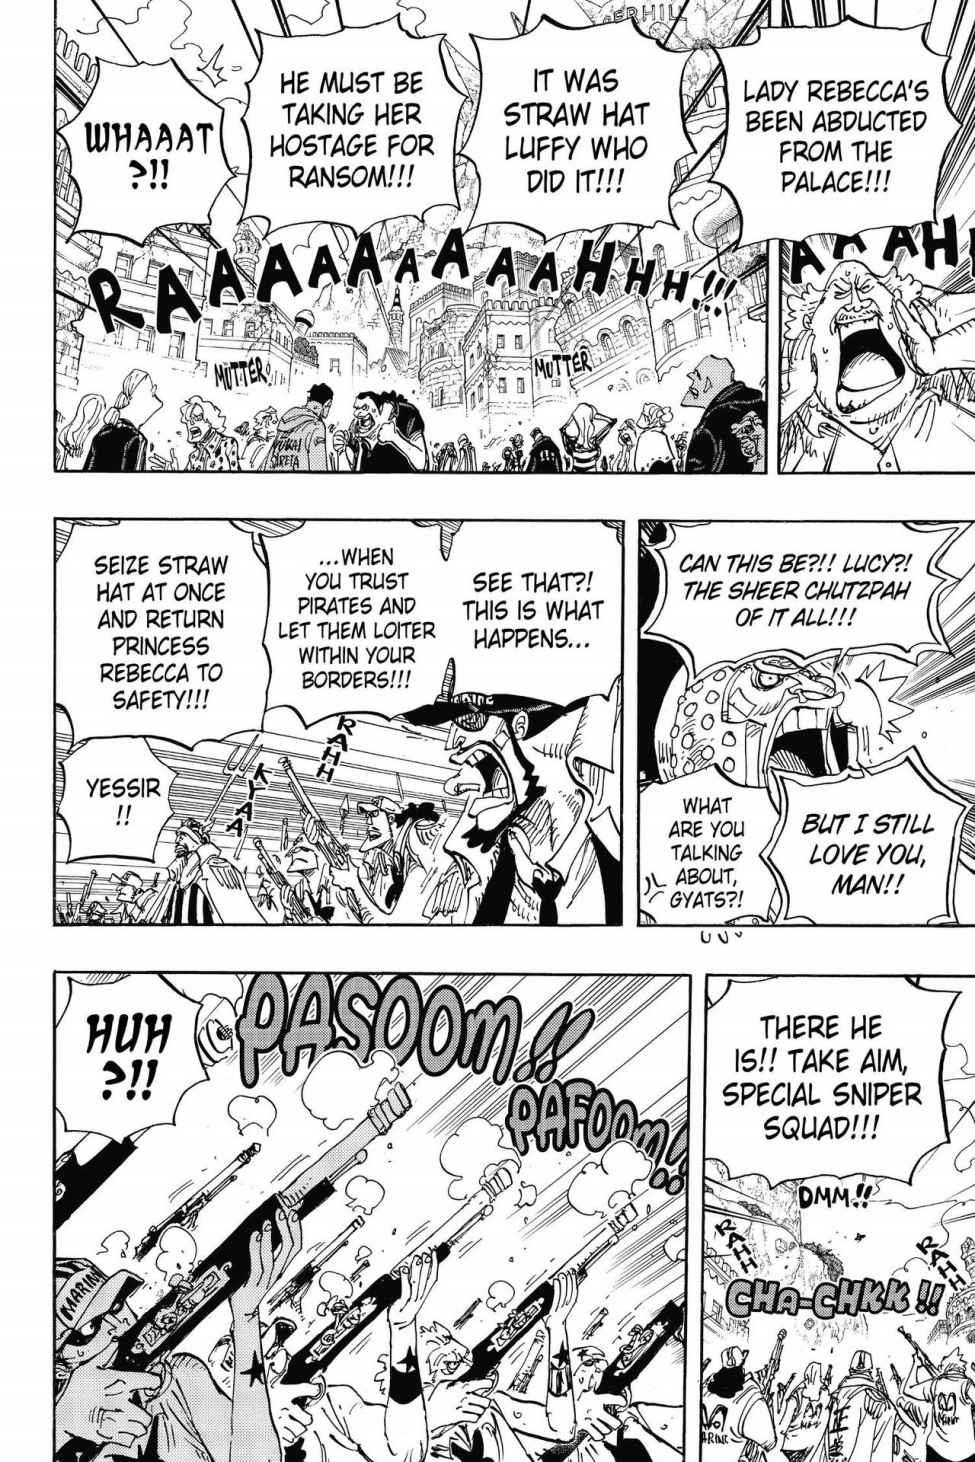 LADY REBECCA'S
BEEN ABDUCTED
FROM THE
PALACE!!!
IT WAS
STRAW HAT
LUFFY WHO
DID IT!!!
HE MUST BE
TAKING HER
HOSTAGE FOR
RANSOM!!!
WHAAAT
?!!
RAAAAAAAAAHHHH!!!
AAAHH
MUTTER!
MUTTER
CAN THIS BE?!! LUCY?!
THE SHEER CHUTZPAH
OF IT ALL!!!
BUT I STILL
LOVE YOU,
MAN!!
WHAT
ARE YOU
TALKING
ABOUT,
GYATS?!
SEE THAT?!
THIS IS WHAT
HAPPENS...
...WHEN
YOU TRUST
PIRATES AND
LET THEM LOITER
WITHIN YOUR
BORDERS!!!
SEIZE STRAW
HAT AT ONCE
AND RETURN
PRINCESS
REBECCA TO
SAFETY!!!
YESSIR
!!
RAHH
KYAA
THERE HE
IS!! TAKE AIM,
SPECIAL SNIPER
SQUAD!!!
DMM!!
RAHH
RAHH
CHA-CHKK!!
PASOOM!!
PAFOOM!!
HUH
?!!
MARINE